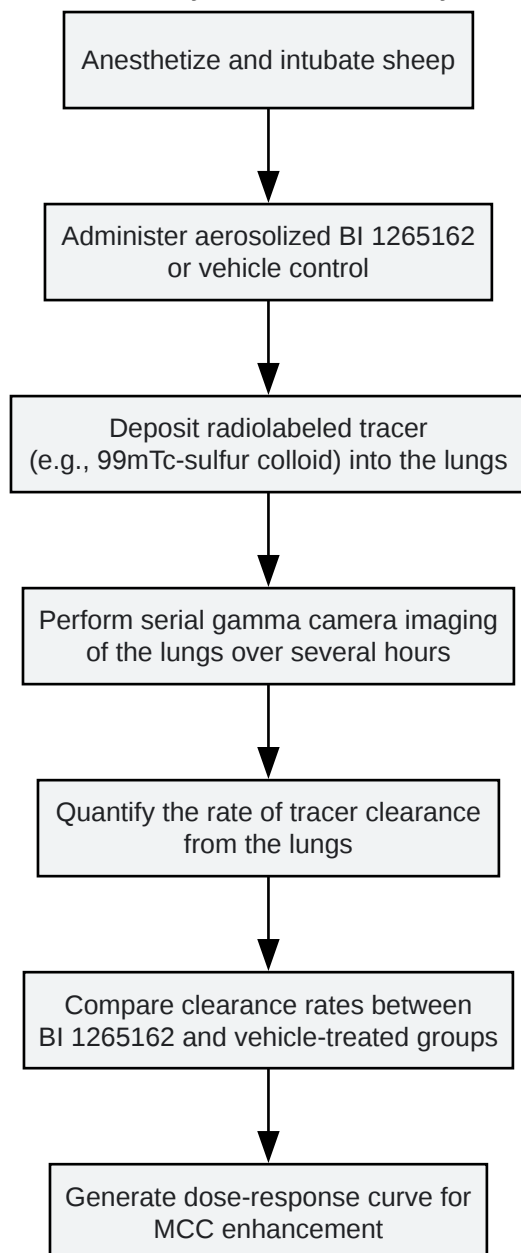 Anesthetize and intubate sheep
Administer aerosolized BI 1265162
or vehicle control
Deposit radiolabeled tracer
(e.g., 99mTc-sulfur colloid) into the lungs
Perform serial gamma camera imaging
of the lungs over several hours
Quantify the rate of tracer clearance
from the lungs
Compare clearance rates between
BI 1265162 and vehicle-treated groups
Generate dose-response curve for
MCC enhancement